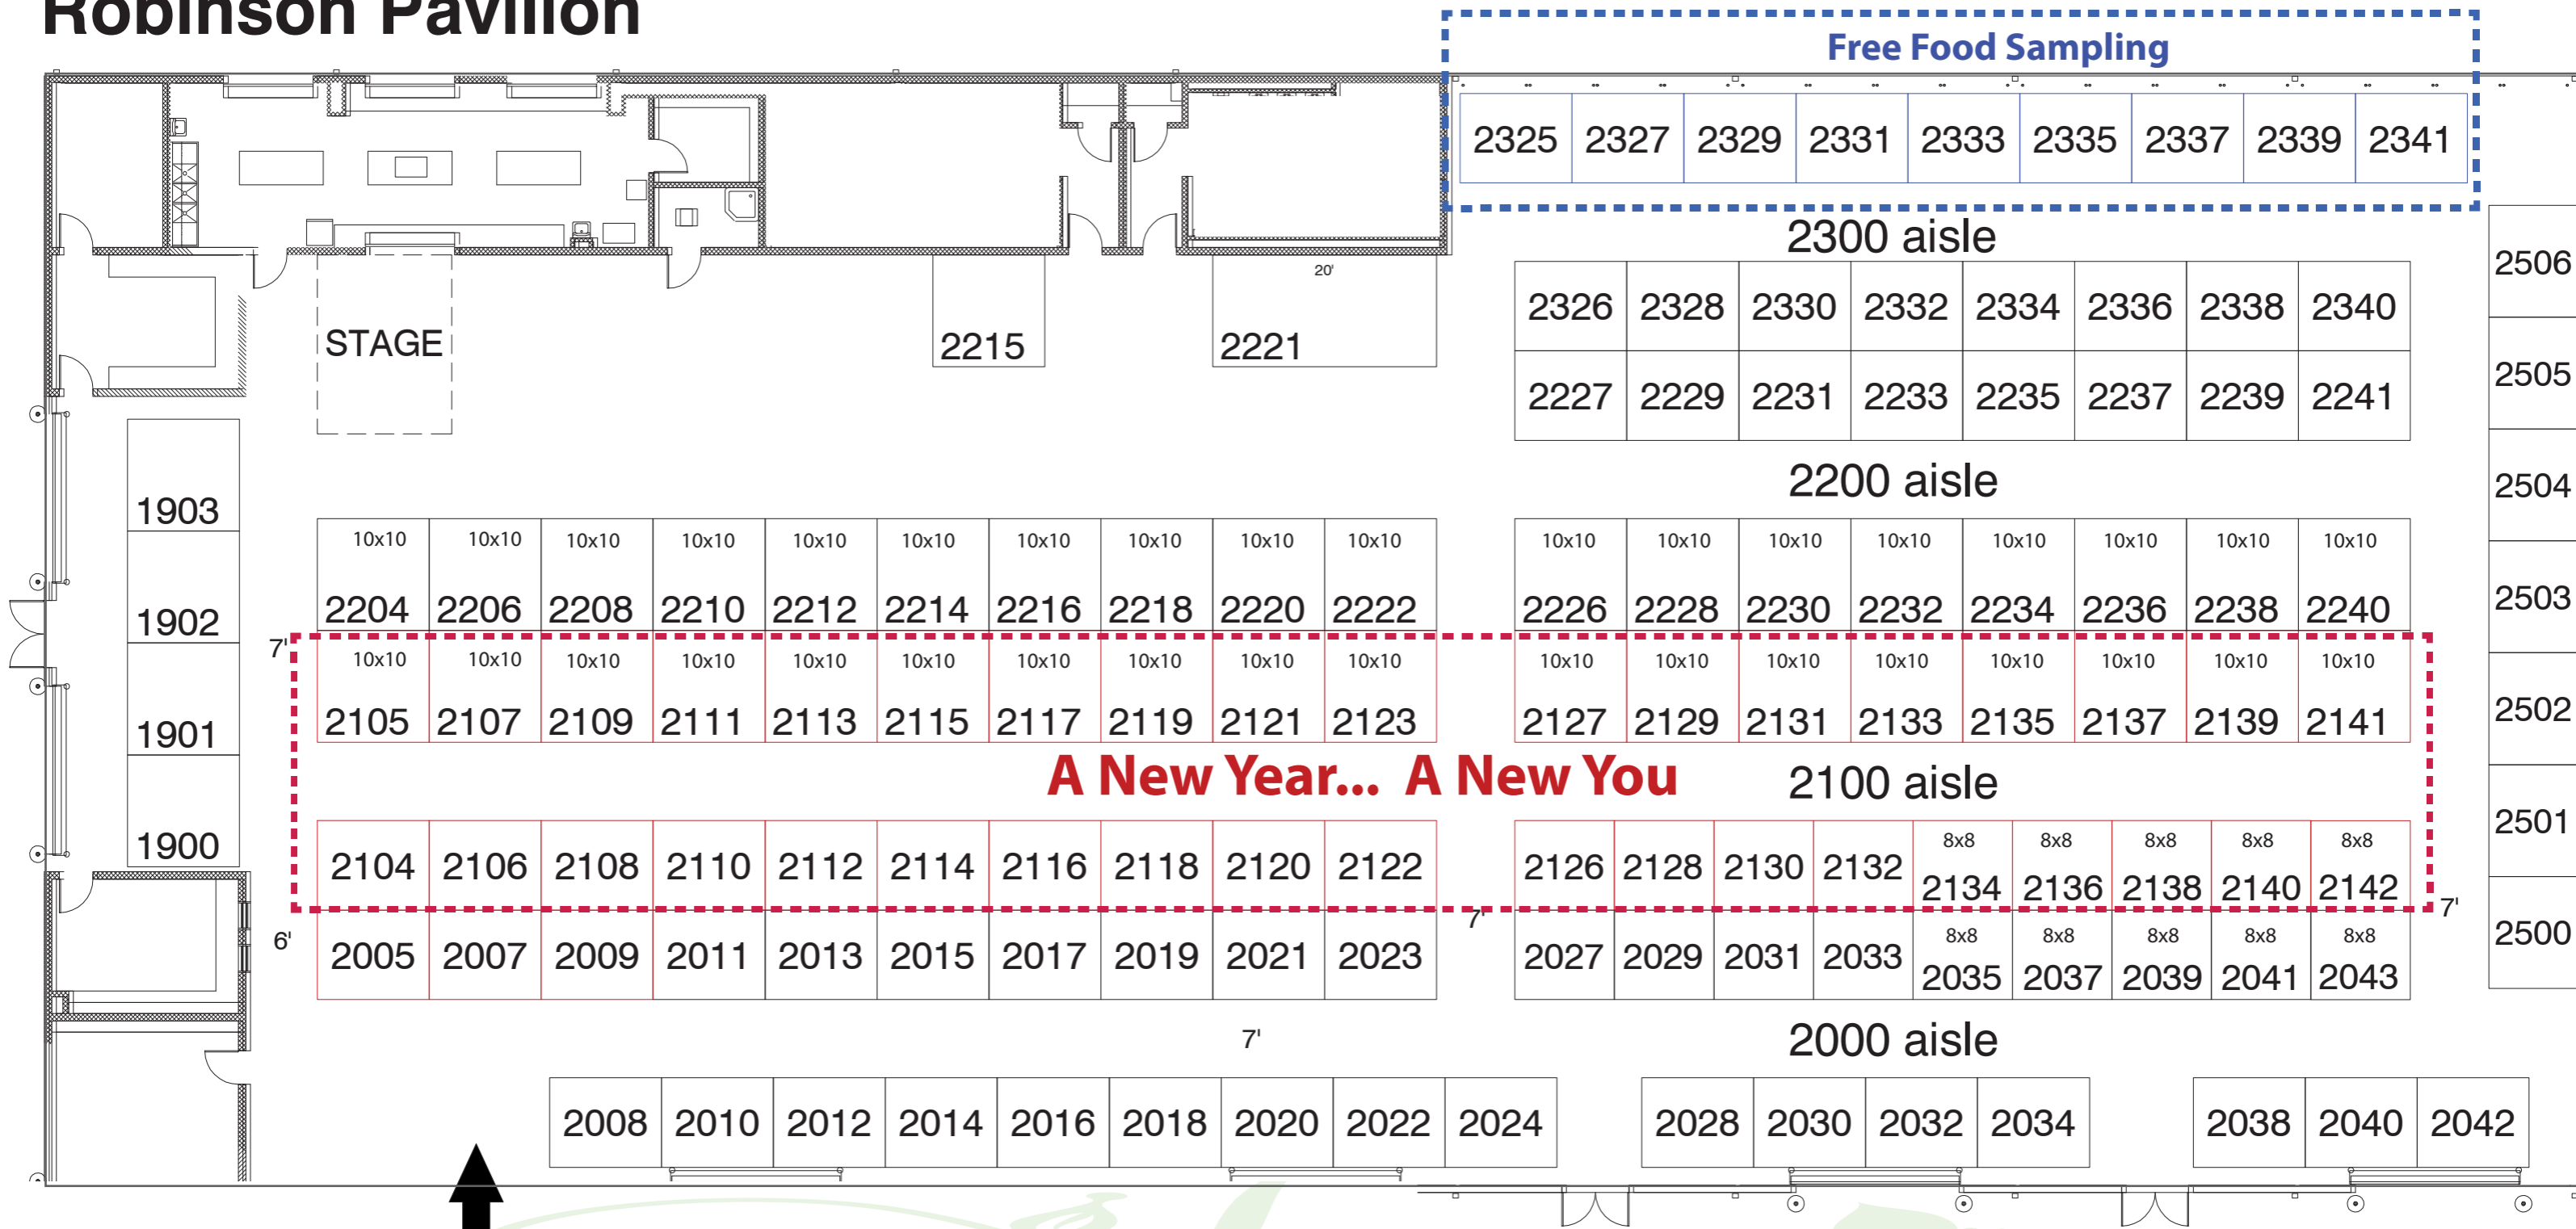 Robinson Pavilion
Free Food Sampling
2325 2327 2329 2331 2333 2335 2337 2339 2341
2300 aisle
20'
2326 2328 2330 2332 2334 2336 2338 2340
STAGE
2215 2221
2227 2229 2231 2233 2235 2237 2239 2241
2200 aisle
2506
2505
2504
2503
2502
2501
2500
1903
1902
1901
1900
10x10 10x10 10x10 10x10 10x10 10x10 10x10 10x10 10x10 10x10 10x10 10x10 10x10 10x10 10x10 10x10 10x10 10x10
2204 2206 2208 2210 2212 2214 2216 2218 2220 2222 2226 2228 2230 2232 2234 2236 2238 2240
7'
10x10 10x10 10x10 10x10 10x10 10x10 10x10 10x10 10x10 10x10 10x10 10x10 10x10 10x10 10x10 10x10 10x10 10x10
2105 2107 2109 2111 2113 2115 2117 2119 2121 2123 2127 2129 2131 2133 2135 2137 2139 2141
A New Year... A New You
2100 aisle
8x8 8x8 8x8 8x8 8x8
2104 2106 2108 2110 2112 2114 2116 2118 2120 2122 2126 2128 2130 2132 2134 2136 2138 2140 2142
7' 7'
6'
8x8 8x8 8x8 8x8 8x8
2005 2007 2009 2011 2013 2015 2017 2019 2021 2023 2027 2029 2031 2033 2035 2037 2039 2041 2043
7'
2000 aisle
2008 2010 2012 2014 2016 2018 2020 2022 2024 2028 2030 2032 2034 2038 2040 2042